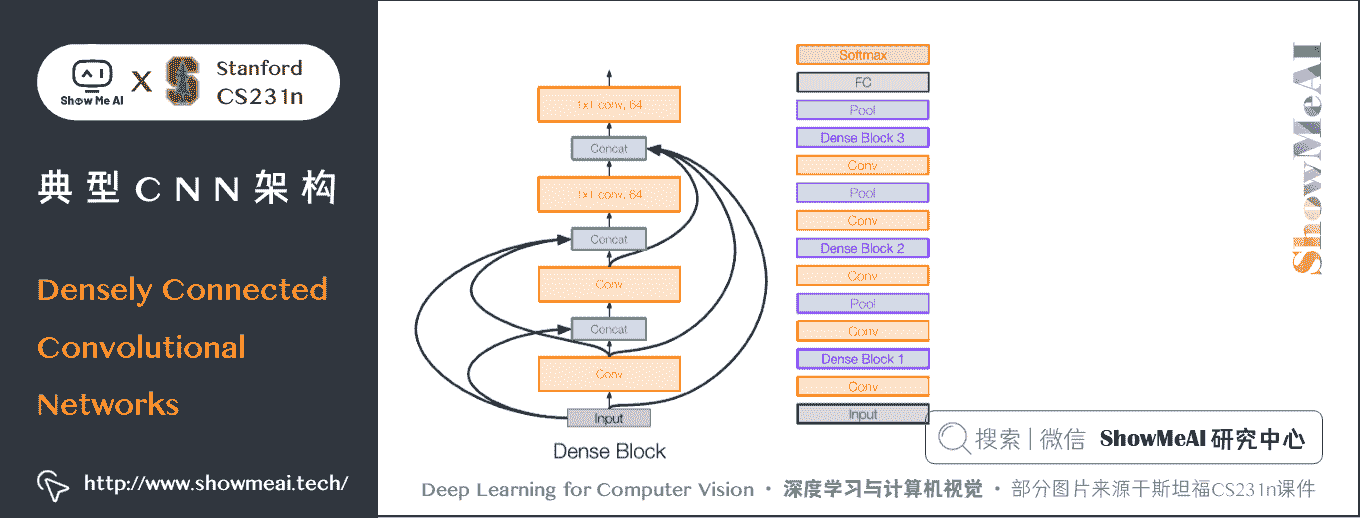 Show Me AI
X
Stanford
CS231n
典型CNN架构
Densely Connected
Convolutional
Networks
http://www.showmeai.tech/
1x1 conv, 64
Concat
1x1 conv, 64
Concat
Conv
Concat
Conv
Input
Dense Block
Softmax
FC
Pool
Dense Block 3
Conv
Pool
Conv
Dense Block 2
Conv
Pool
Conv
Dense Block 1
Conv
Input
ShowMeAI
搜索 | 微信 ShowMeAI 研究中心
Deep Learning for Computer Vision · 深度学习与计算机视觉 · 部分图片来源于斯坦福CS231n课件